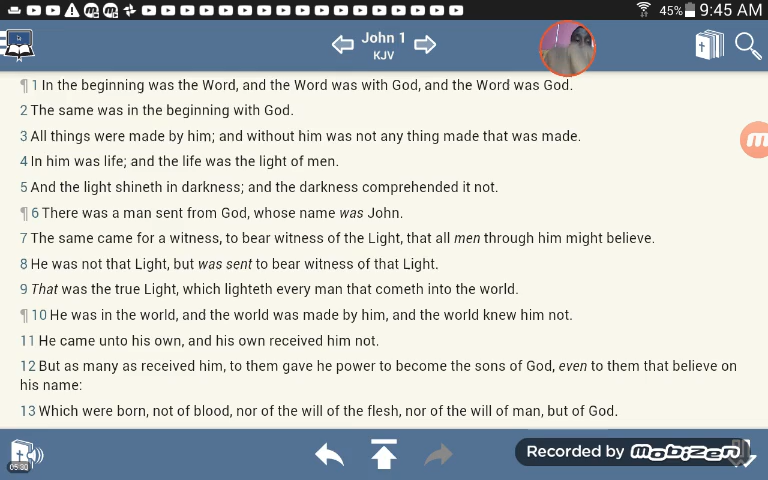 45% 9:45 AM
John 1
KJV
¶ 1 In the beginning was the Word, and the Word was with God, and the Word was God.
2 The same was in the beginning with God.
3 All things were made by him; and without him was not any thing made that was made.
4 In him was life; and the life was the light of men.
5 And the light shineth in darkness; and the darkness comprehended it not.
¶ 6 There was a man sent from God, whose name was John.
7 The same came for a witness, to bear witness of the Light, that all men through him might believe.
8 He was not that Light, but was sent to bear witness of that Light.
9 That was the true Light, which lighteth every man that cometh into the world.
¶ 10 He was in the world, and the world was made by him, and the world knew him not.
11 He came unto his own, and his own received him not.
12 But as many as received him, to them gave he power to become the sons of God, even to them that believe on
his name:
13 Which were born, not of blood, nor of the will of the flesh, nor of the will of man, but of God.
05:30
Recorded by mobizen